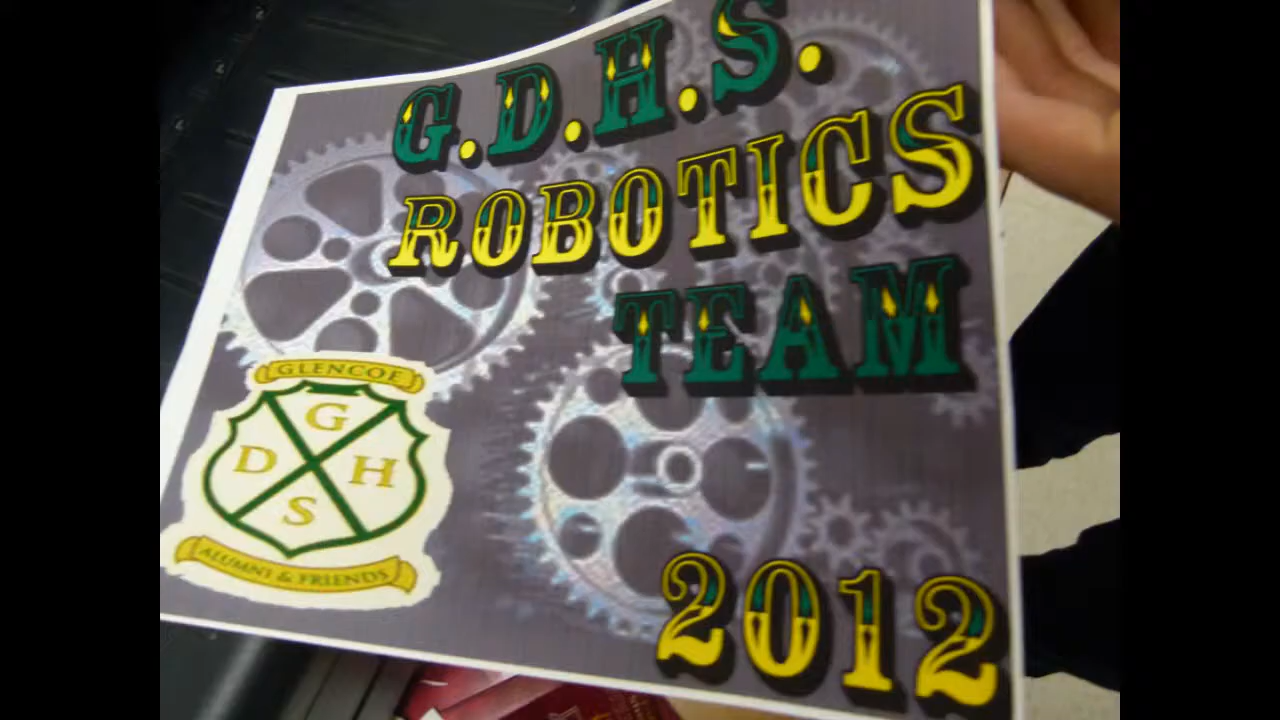 G.D.H.S.
ROBOTICS
TEAM
GLENCOE
G
D H
S
ALUMNI & FRIENDS
2012